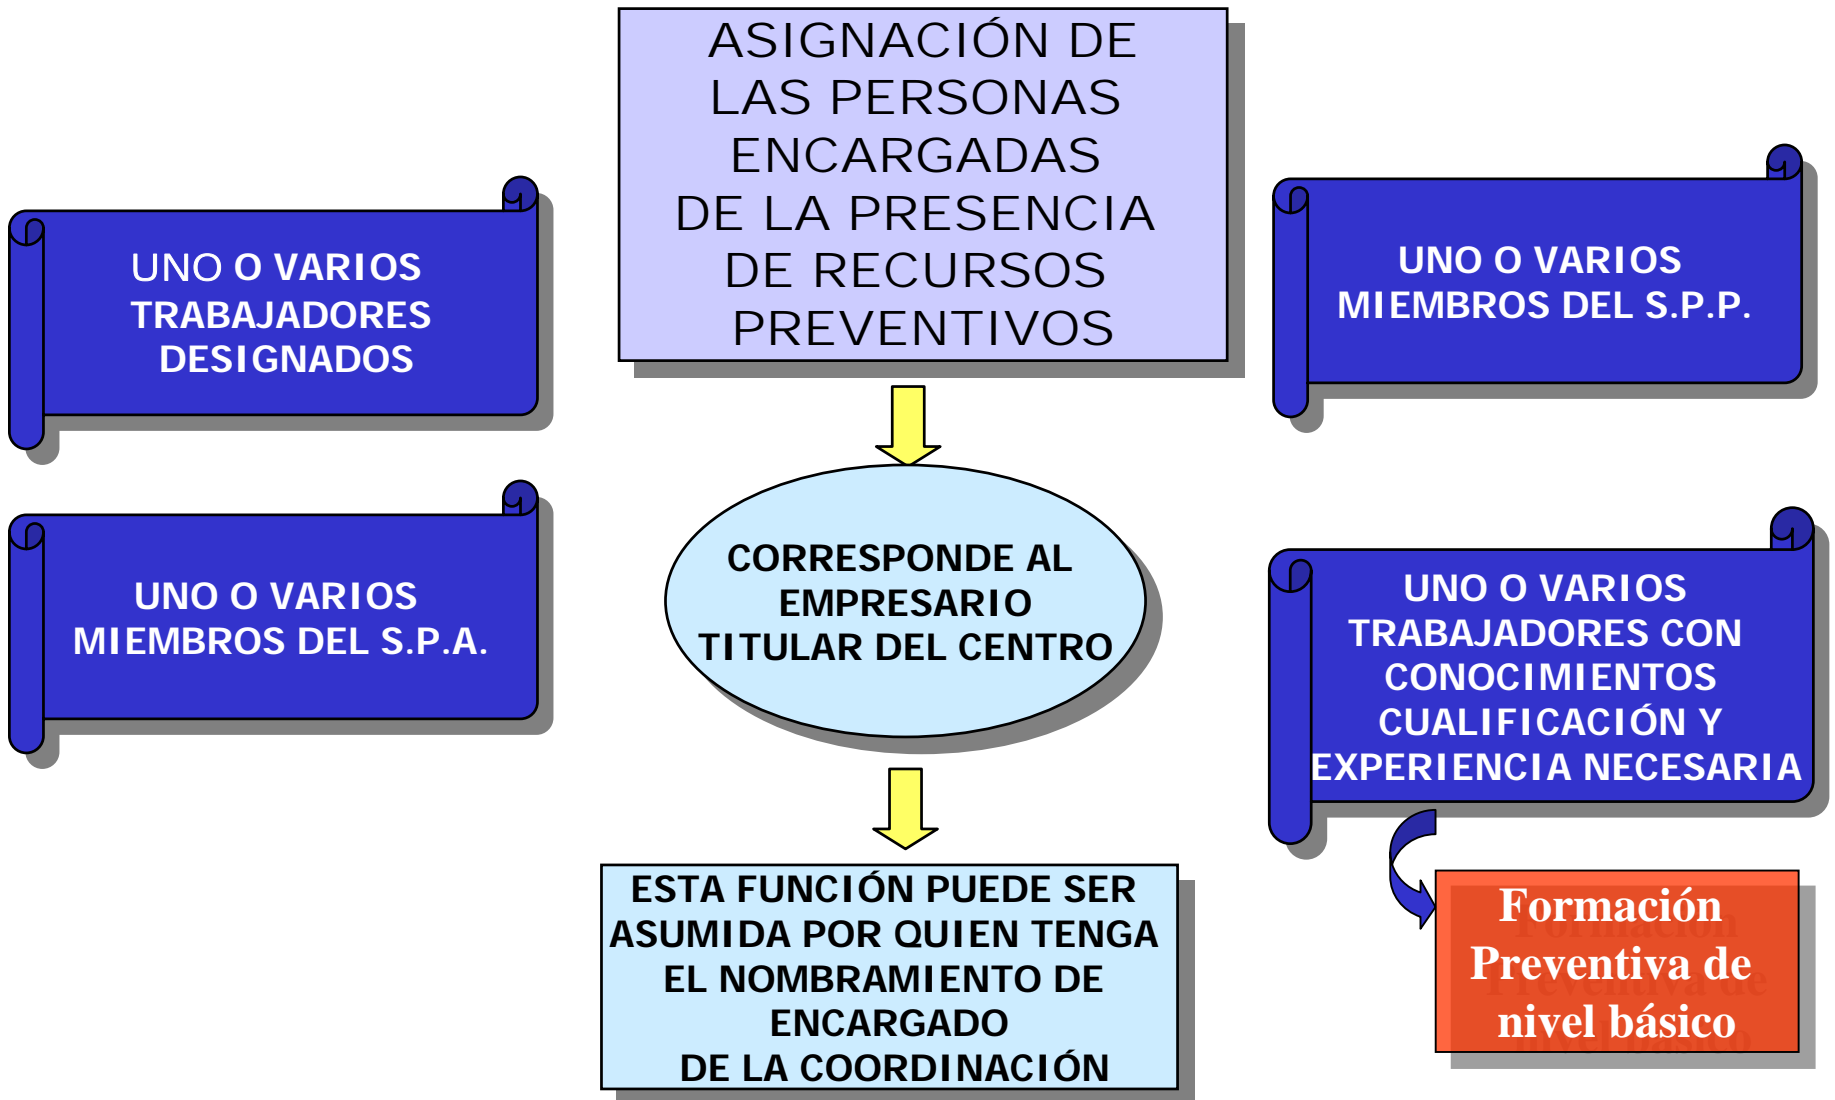 ASIGNACIÓN DE
LAS PERSONAS
ENCARGADAS
DE LA PRESENCIA
DE RECURSOS
PREVENTIVOS
UNO O VARIOS
TRABAJADORES
DESIGNADOS
UNO O VARIOS
MIEMBROS DEL S.P.P.
UNO O VARIOS
MIEMBROS DEL S.P.A.
CORRESPONDE AL
EMPRESARIO
TITULAR DEL CENTRO
UNO O VARIOS
TRABAJADORES CON
CONOCIMIENTOS
CUALIFICACIÓN Y
EXPERIENCIA NECESARIA
ESTA FUNCIÓN PUEDE SER
ASUMIDA POR QUIEN TENGA
EL NOMBRAMIENTO DE
ENCARGADO
DE LA COORDINACIÓN
Formación
Preventiva de
nivel básico